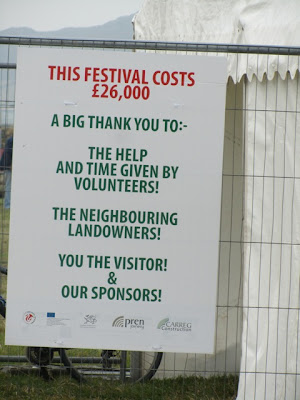 THIS FESTIVAL COSTS
£26,000
A BIG THANK YOU TO:-
THE HELP
AND TIME GIVEN BY
VOLUNTEERS!
THE NEIGHBOURING
LANDOWNERS!
YOU THE VISITOR!
&
OUR SPONSORS!
pren
CARREG
Construction